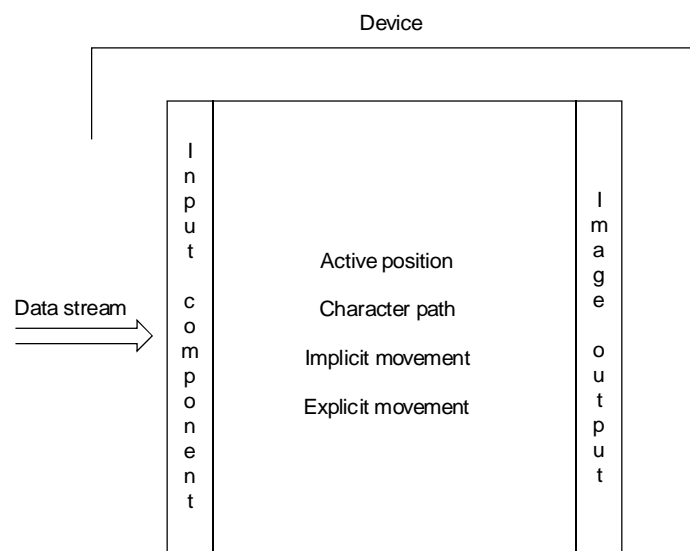 Device
Data stream
Input component
Active position
Character path
Implicit movement
Explicit movement
Image output